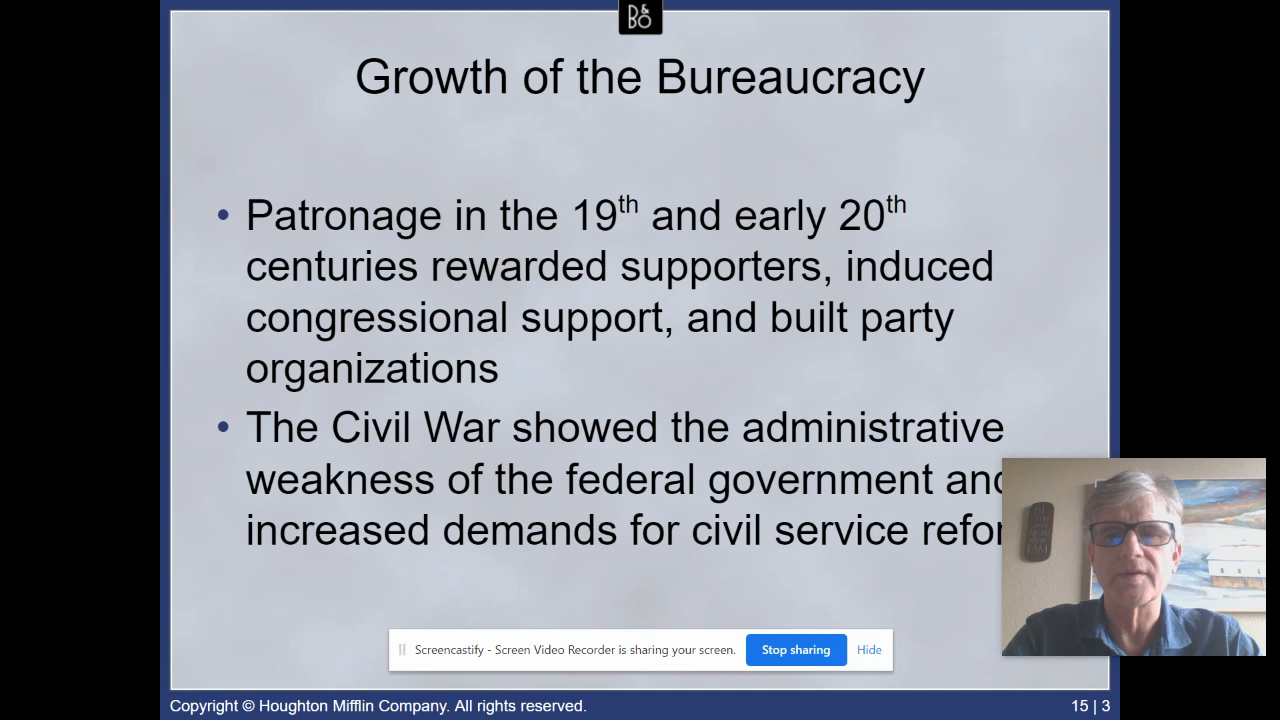 D&
BO
Growth of the Bureaucracy
• Patronage in the 19th and early 20th
centuries rewarded supporters, induced
congressional support, and built party
organizations
• The Civil War showed the administrative
weakness of the federal government and
increased demands for civil service refor
Screencastify - Screen Video Recorder is sharing your screen.
Stop sharing
Hide
Copyright © Houghton Mifflin Company. All rights reserved.
15 | 3